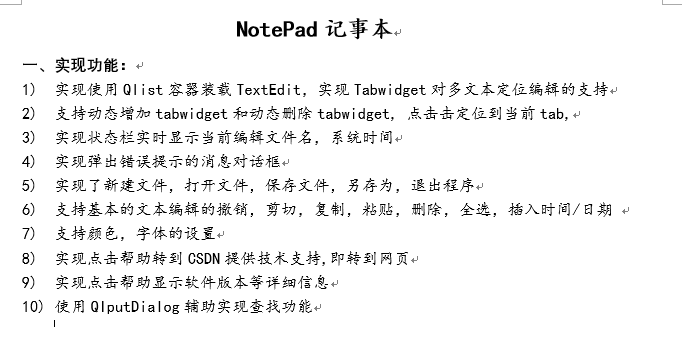 NotePad 记事本
一、实现功能：
1) 实现使用Qlist 容器装载 TextEdit，实现 Tabwidget 对多文本定位编辑的支持
2) 支持动态增加 tabwidget 和动态删除 tabwidget，点击击定位到当前 tab,
3) 实现状态栏实时显示当前编辑文件名，系统时间
4) 实现弹出错误提示的消息对话框
5) 实现了新建文件，打开文件，保存文件，另存为，退出程序
6) 支持基本的文本编辑的撤销，剪切，复制，粘贴，删除，全选，插入时间/日期
7) 支持颜色，字体的设置
8) 实现点击帮助转到 CSDN 提供技术支持,即转到网页
9) 实现点击帮助显示软件版本等详细信息
10) 使用 QIputDialog 辅助实现查找功能